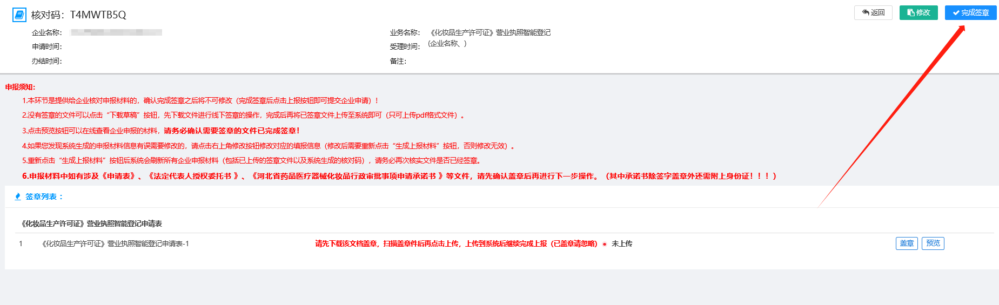 核对码：T4MWTB5Q
返回
修改
完成签章
企业名称：
业务名称： 《化妆品生产许可证》营业执照智能登记
（企业名称、）
申请时间：
受理时间：
办结时间：
备注：
申报须知：
1.本环节是提供给企业核对申报材料的，确认完成签章之后将不可修改（完成签章后点击上报按钮即可提交企业申请）！
2.没有签章的文件可以点击“下载草稿”按钮，先下载文件进行线下签章的操作，完成后再将已签章文件上传至系统即可（只可上传pdf格式文件）。
3.点击预览按钮可以在线查看企业申报的材料，请务必确认需要签章的文件已完成签章！
4.如果您发现系统生成的申报材料信息有误需要修改的，请点击右上角修改按钮修改对应的填报信息（修改后需要重新点击“生成上报材料”按钮，否则修改无效）。
5.重新点击“生成上报材料”按钮后系统会刷新所有企业申报材料（包括已上传的签章文件以及系统生成的核对码），请务必再次核实文件是否已经签章。
6.申报材料中如有涉及《申请表》、《法定代表人授权委托书 》、《河北省药品医疗器械化妆品行政审批事项申请承诺书 》等文件，请先确认盖章后再进行下一步操作。（其中承诺书除签字盖章外还需附上身份证！！！）
签章列表 ：
《化妆品生产许可证》营业执照智能登记申请表
1 《化妆品生产许可证》营业执照智能登记申请表-1 请先下载该文档盖章，扫描盖章件后再点击上传，上传到系统后继续完成上报（已盖章请忽略） 未上传 盖章 预览